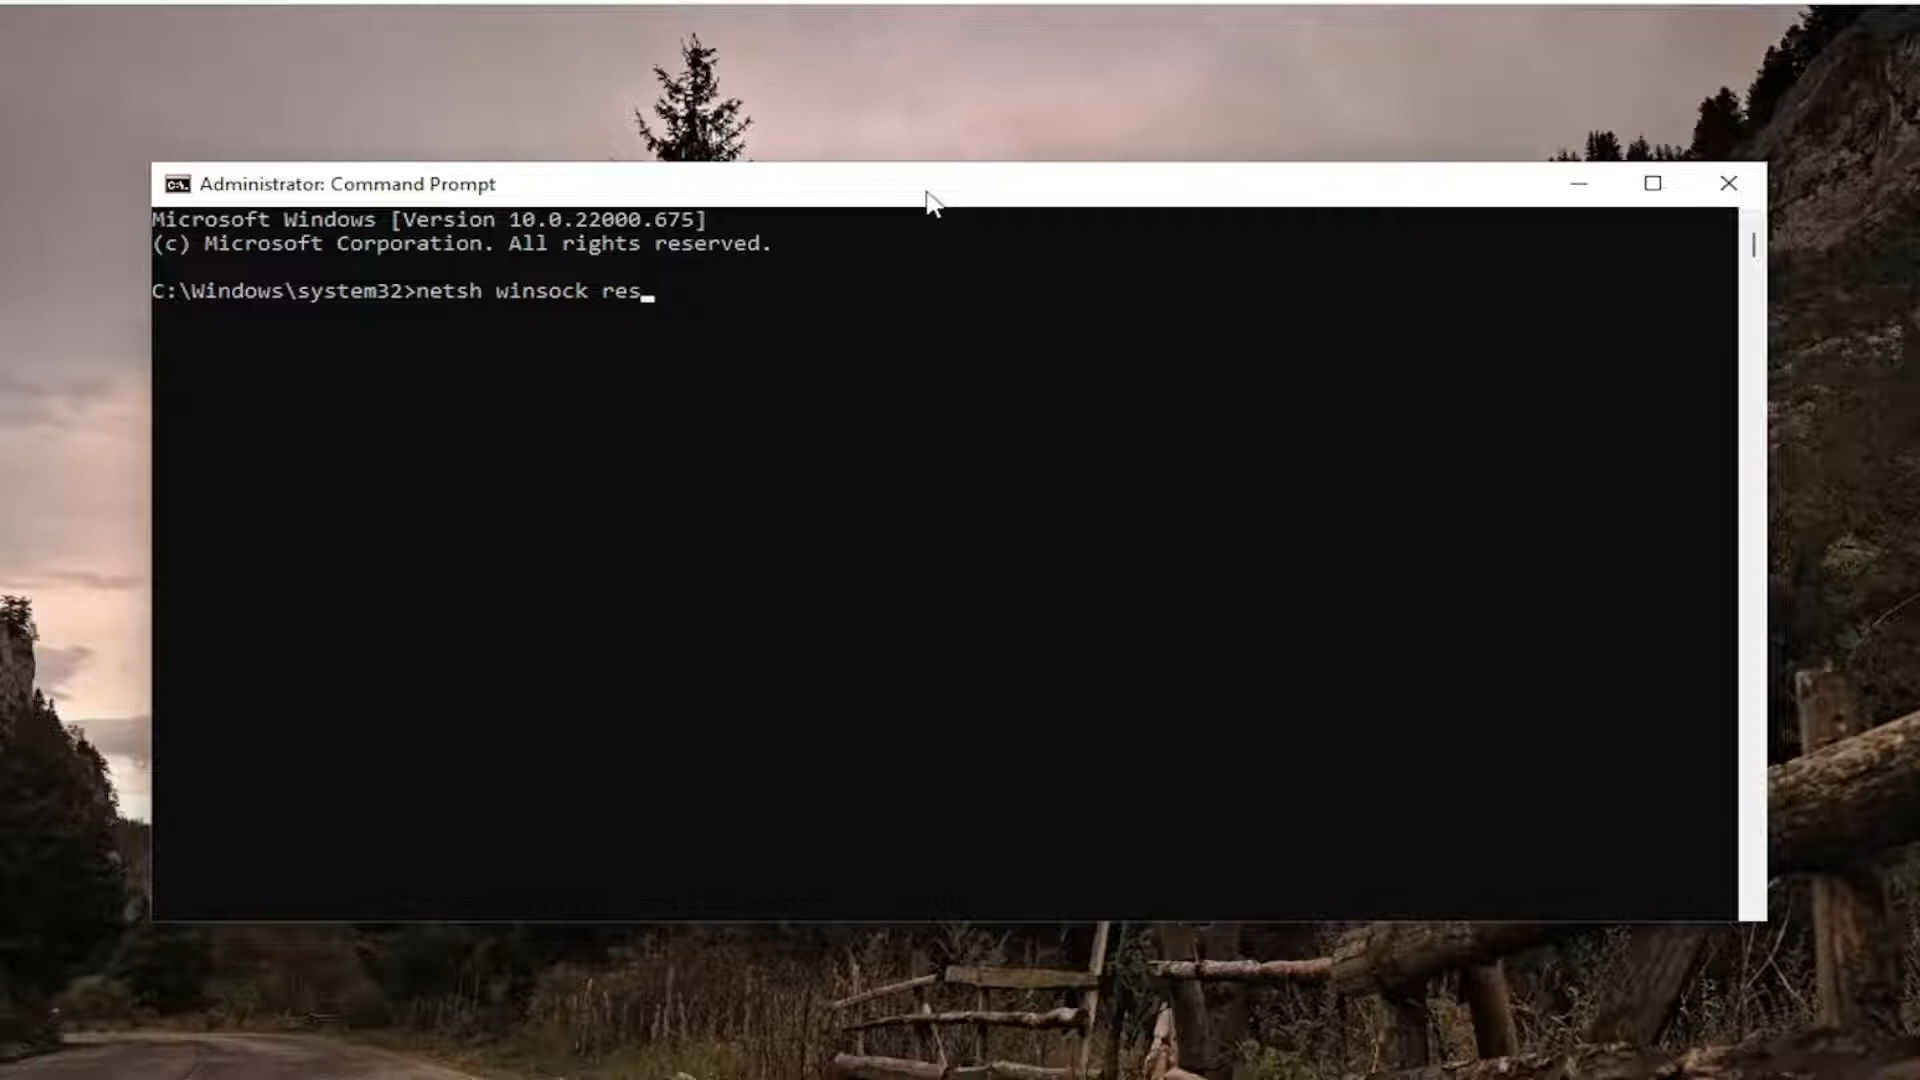 Administrator: Command Prompt
Microsoft Windows [Version 10.0.22000.675]
(c) Microsoft Corporation. All rights reserved.
C:\Windows\system32>netsh winsock res